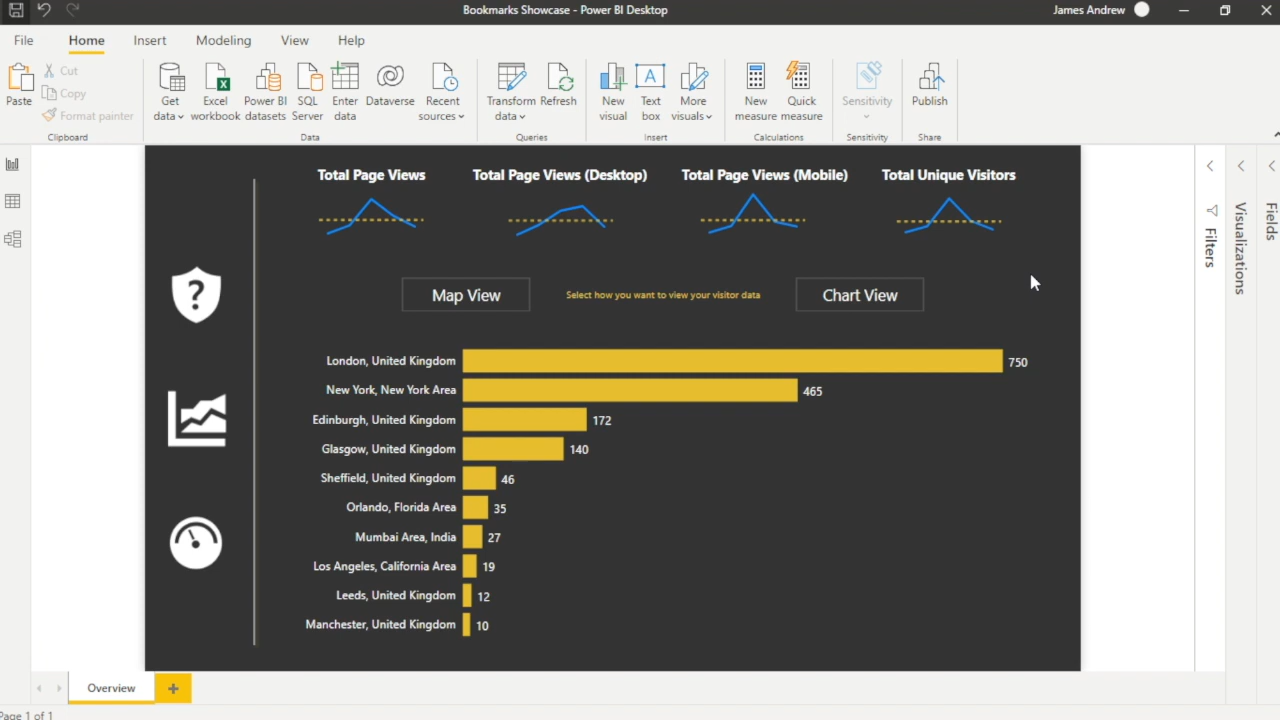 Bookmarks Showcase - Power BI Desktop
James Andrew
File Home Insert Modeling View Help
Paste
Cut
Copy
Format painter
Clipboard
Get data
Excel workbook
Power BI datasets
SQL Server
Enter data
Dataverse
Recent sources
Data
Transform data
Refresh
Queries
New visual
Text box
More visuals
Insert
New measure
Quick measure
Calculations
Sensitivity
Sensitivity
Publish
Share
Total Page Views
Total Page Views (Desktop)
Total Page Views (Mobile)
Total Unique Visitors
?
Map View
Select how you want to view your visitor data
Chart View
London, United Kingdom 750
New York, New York Area 465
Edinburgh, United Kingdom 172
Glasgow, United Kingdom 140
Sheffield, United Kingdom 46
Orlando, Florida Area 35
Mumbai Area, India 27
Los Angeles, California Area 19
Leeds, United Kingdom 12
Manchester, United Kingdom 10
Filters
Visualizations
Fields
Overview
Page 1 of 1